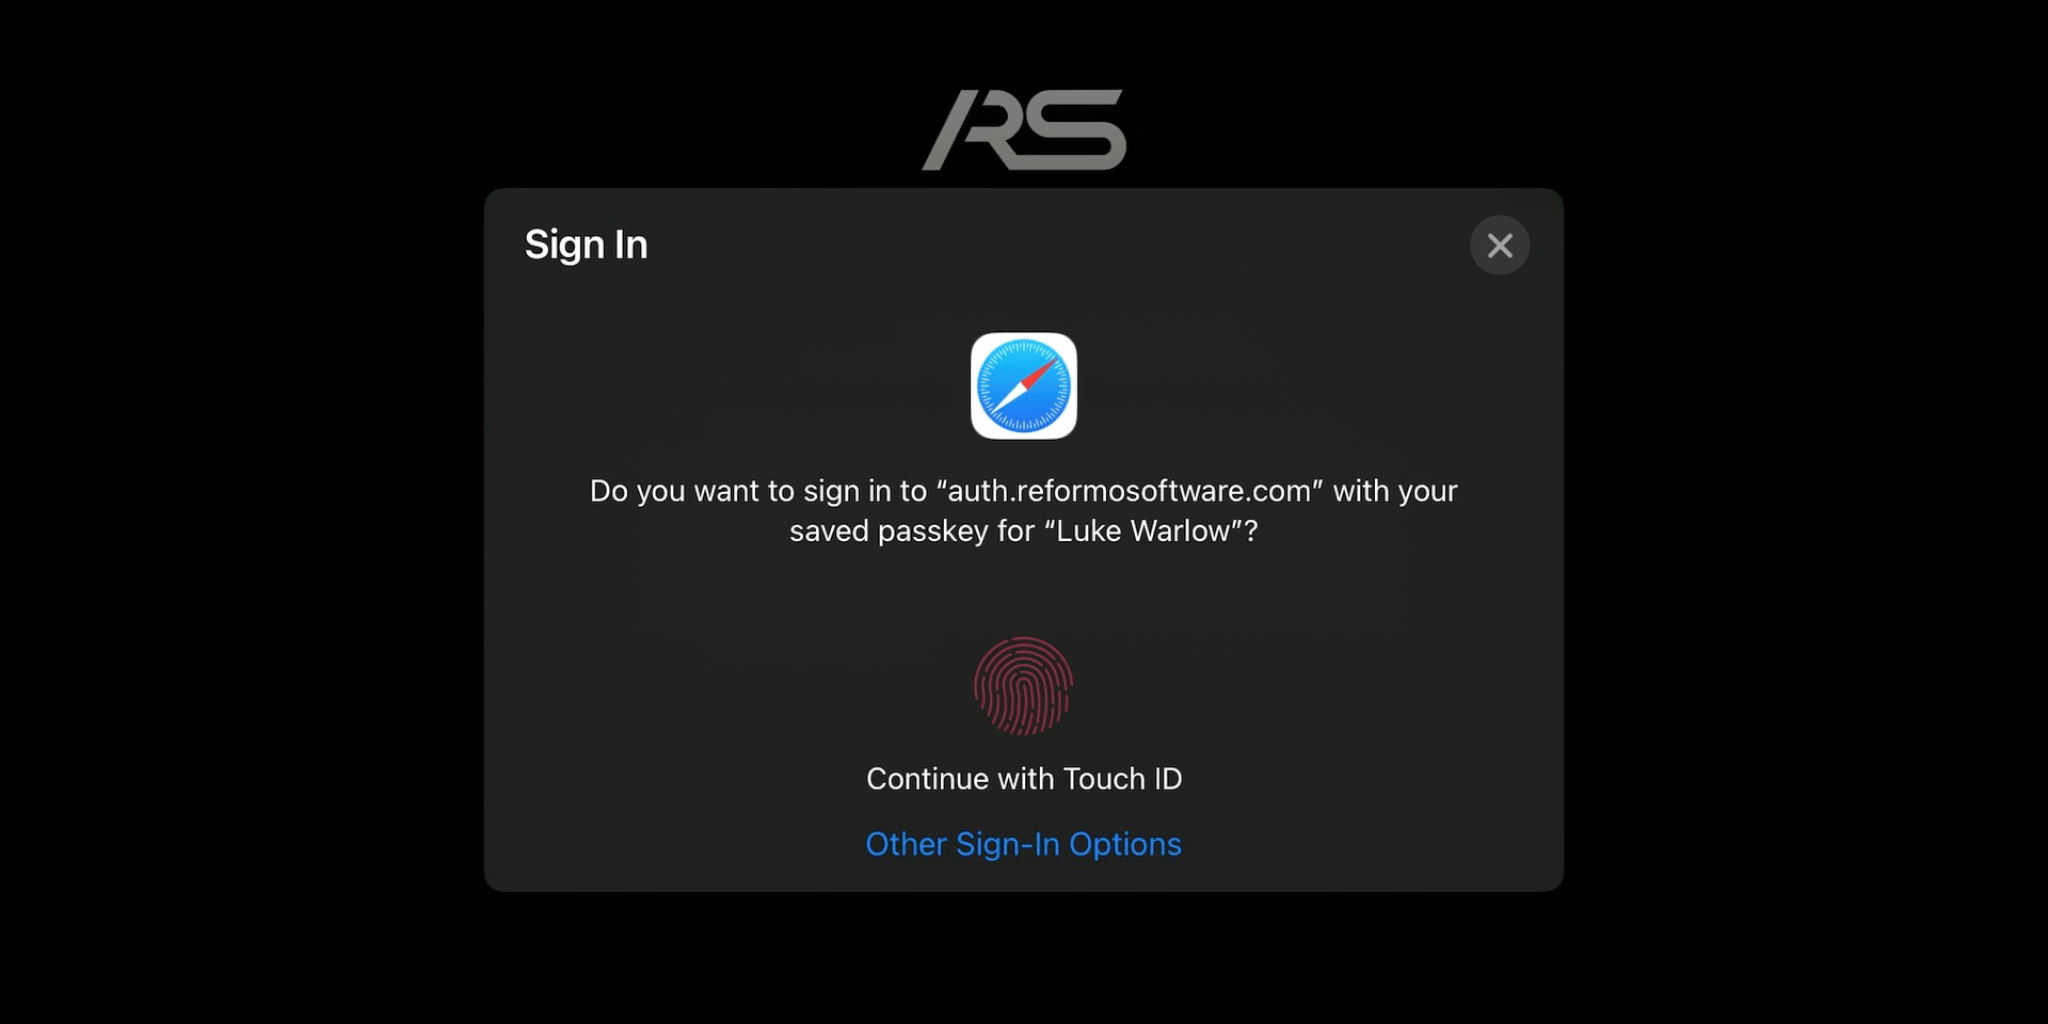 RS
Sign In
Do you want to sign in to “auth.reformosoftware.com” with your
saved passkey for “Luke Warlow”?
Continue with Touch ID
Other Sign-In Options